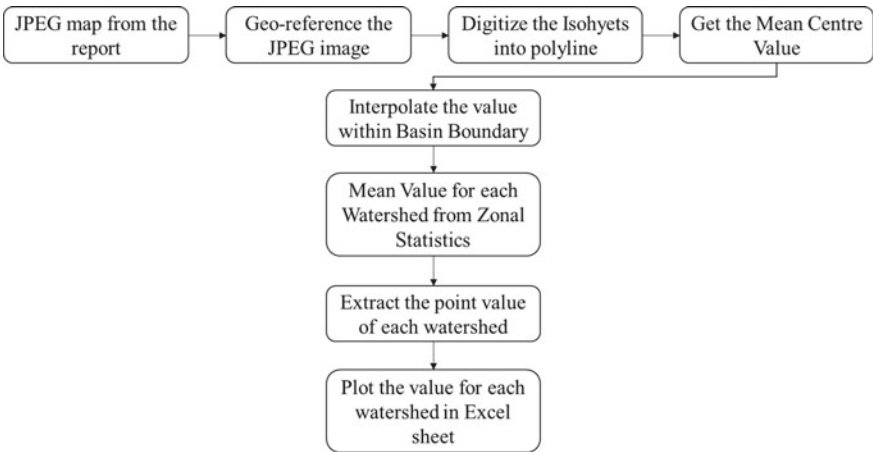 JPEG map from the
report
Geo-reference the
JPEG image
Digitize the Isohyets
into polyline
Get the Mean Centre
Value
Interpolate the value
within Basin Boundary
Mean Value for each
Watershed from Zonal
Statistics
Extract the point value
of each watershed
Plot the value for each
watershed in Excel
sheet